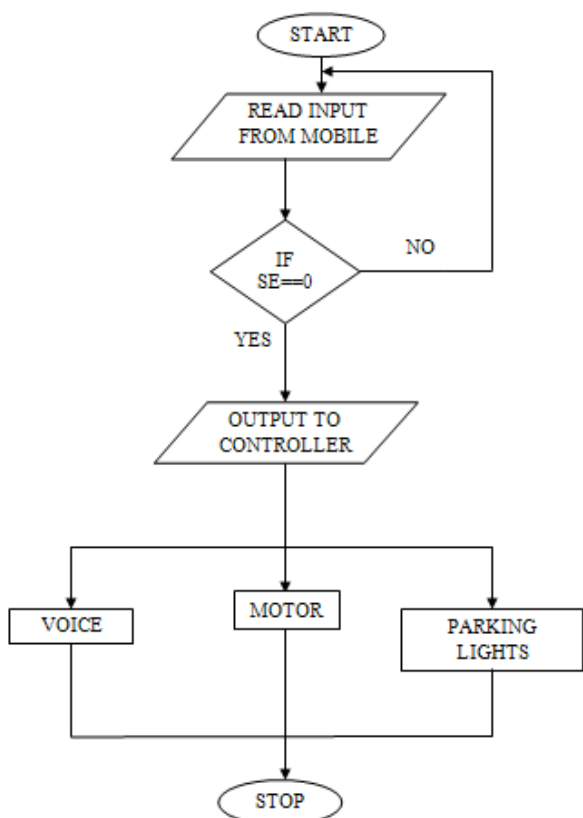 START
READ INPUT
FROM MOBILE
IF
SE==0
NO
YES
OUTPUT TO
CONTROLLER
VOICE
MOTOR
PARKING
LIGHTS
STOP